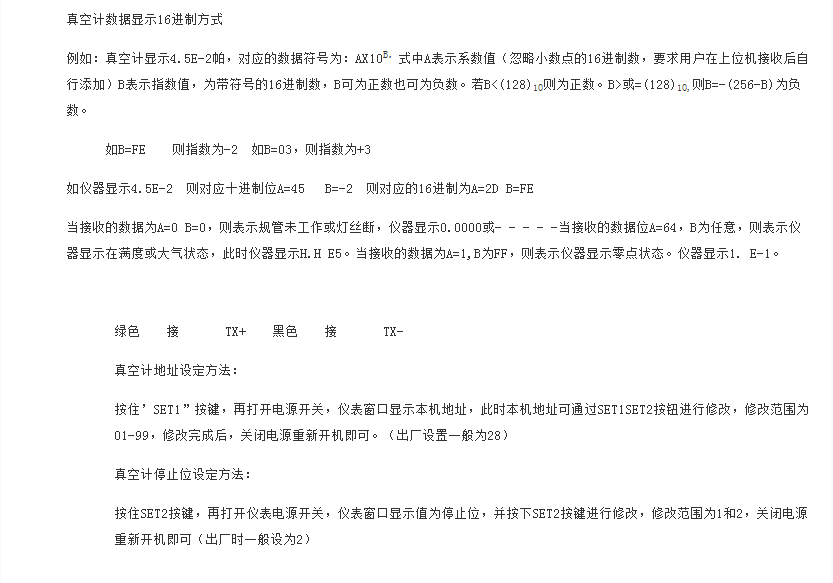 真空计数据显示16进制方式
例如：真空计显示4.5E-2帕，对应的数据符号为：AX10B. 式中A表示系数值（忽略小数点的16进制数，要求用户在上位机接收后自
行添加）B表示指数值，为带符号的16进制数，B可为正数也可为负数。若B<(128)10则为正数。B>或=(128)10,则B=-(256-B)为负
数。
如B=FE 则指数为-2 如B=03，则指数为+3
如仪器显示4.5E-2 则对应十进制位A=45 B=-2 则对应的16进制为A=2D B=FE
当接收的数据为A=0 B=0，则表示规管未工作或灯丝断，仪器显示0.0000或- - - - -当接收的数据位A=64，B为任意，则表示仪
器显示在满度或大气状态，此时仪器显示H.H E5。当接收的数据为A=1,B为FF，则表示仪器显示零点状态。仪器显示1. E-1。
绿色 接 TX+ 黑色 接 TX-
真空计地址设定方法：
按住’SET1”按键，再打开电源开关，仪表窗口显示本机地址，此时本机地址可通过SET1SET2按钮进行修改，修改范围为
01-99，修改完成后，关闭电源重新开机即可。（出厂设置一般为28）
真空计停止位设定方法：
按住SET2按键，再打开仪表电源开关，仪表窗口显示值为停止位，并按下SET2按键进行修改，修改范围为1和2，关闭电源
重新开机即可（出厂时一般设为2）